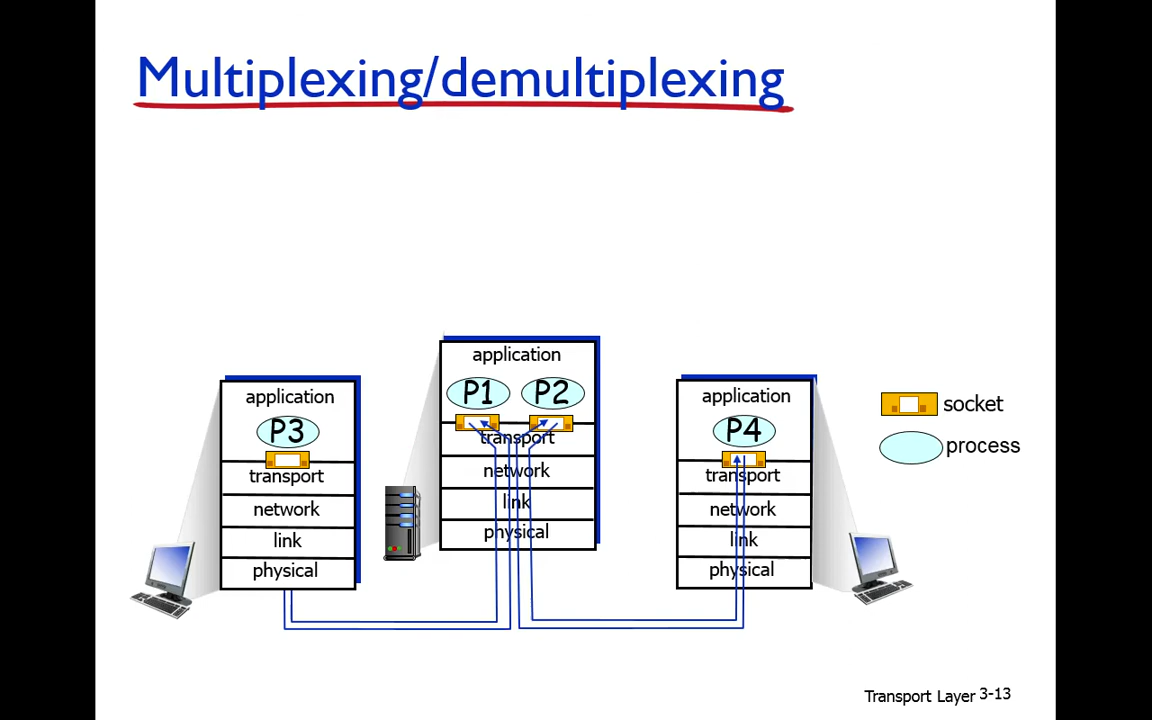 Multiplexing/demultiplexing
application
P3
transport
network
link
physical
application
P1 P2
transport
network
link
physical
application
P4
transport
network
link
physical
socket
process
Transport Layer 3-13